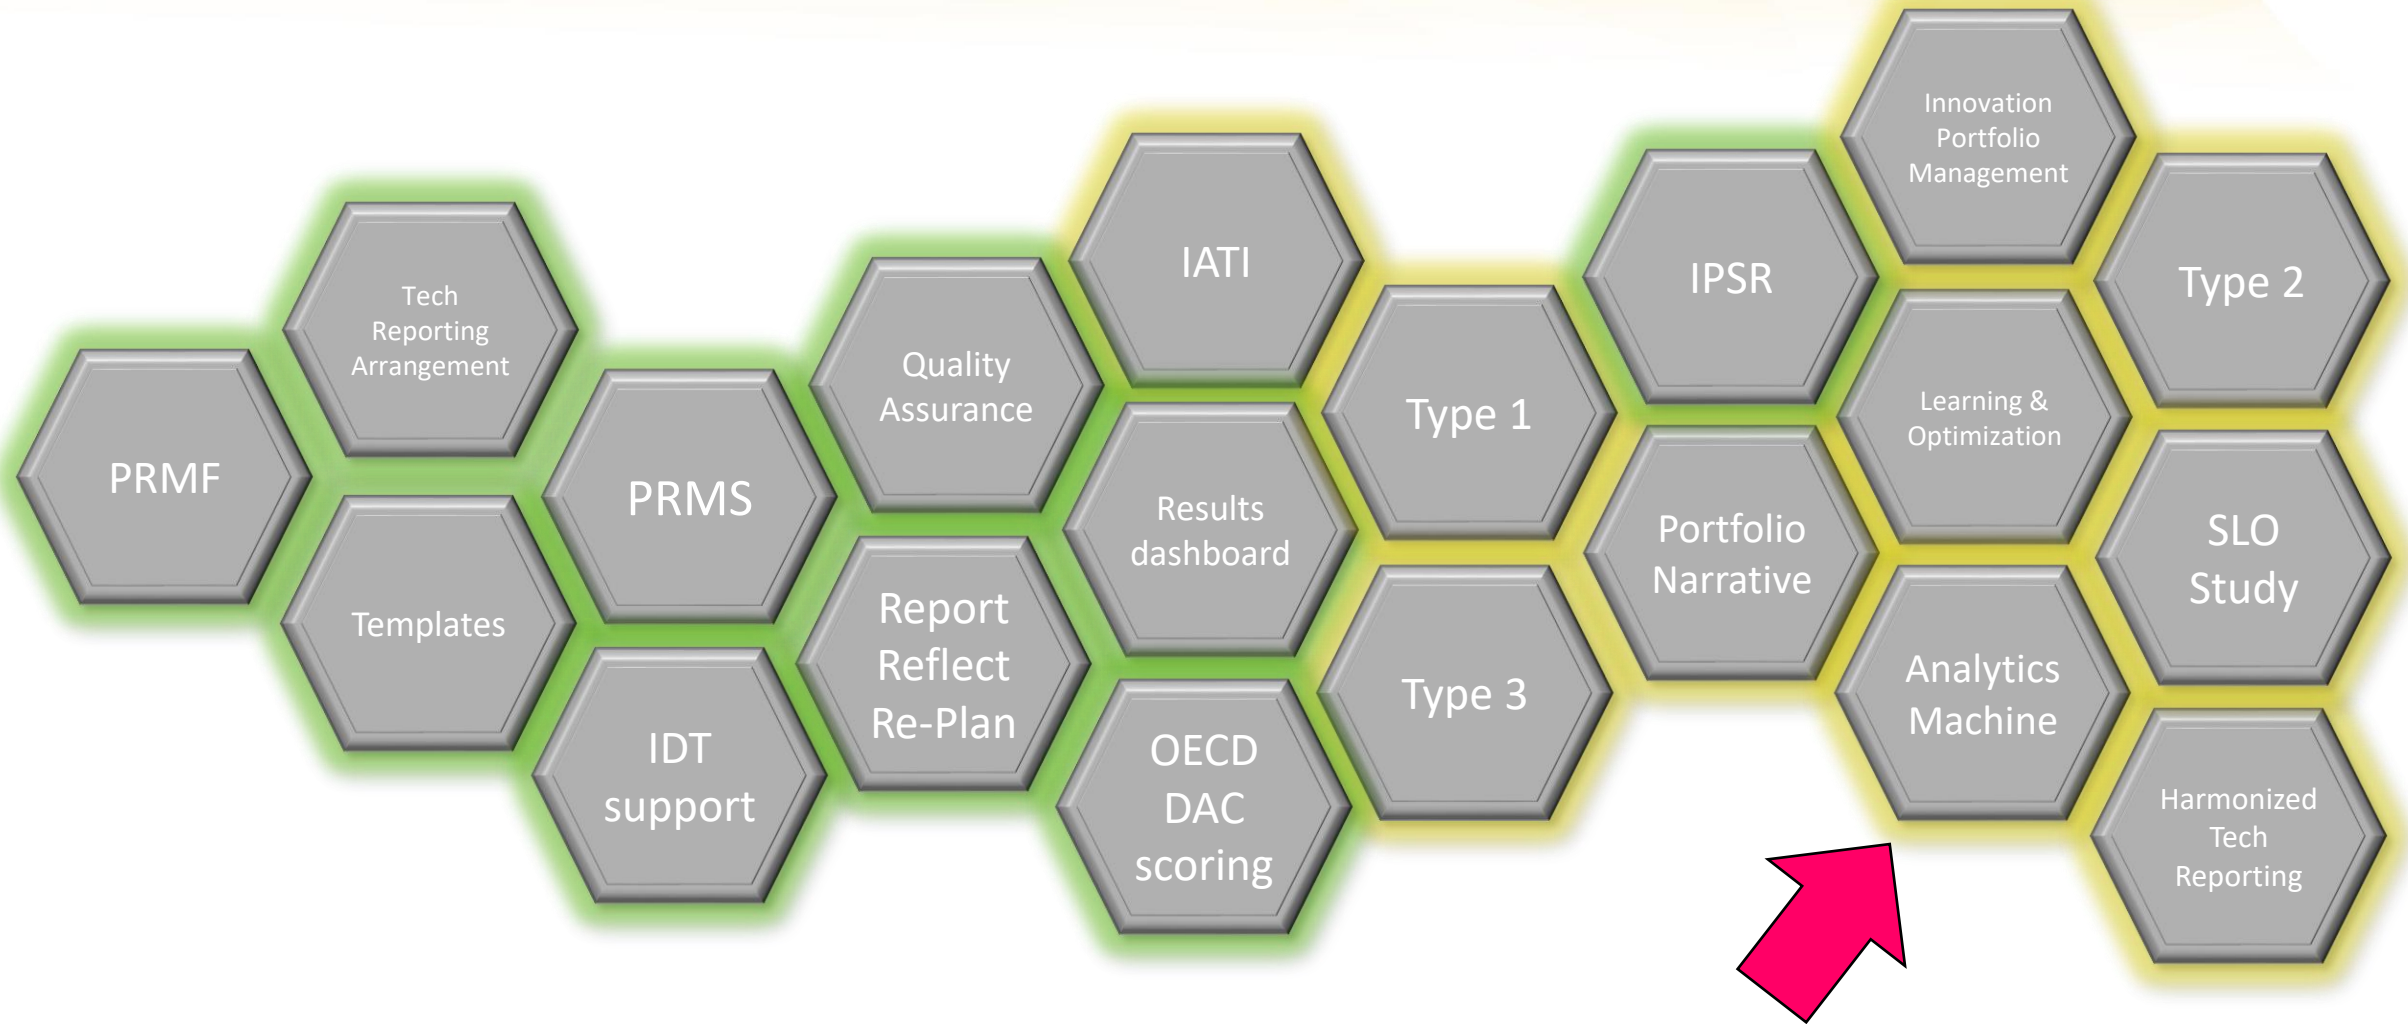 PRMF
Tech
Reporting
Arrangement
Templates
PRMS
IDT
support
Quality
Assurance
Report
Reflect
Re-Plan
IATI
Results
dashboard
OECD
DAC
scoring
Type 1
Type 3
IPSR
Portfolio
Narrative
Innovation
Portfolio
Management
Learning &
Optimization
Analytics
Machine
Type 2
SLO
Study
Harmonized
Tech
Reporting